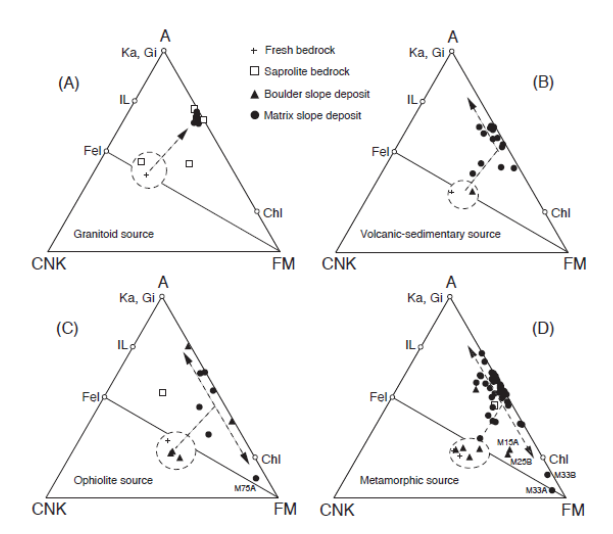 A
Ka, Gi
(A)
IL
Fel
Chl
Granitoid source
CNK
FM
+ Fresh bedrock
□ Saprolite bedrock
▲ Boulder slope deposit
● Matrix slope deposit
A
Ka, Gi
(B)
IL
Fel
Chl
Volcanic-sedimentary source
CNK
FM
A
Ka, Gi
(C)
IL
Fel
Chl
Ophiolite source
M75A
CNK
FM
A
Ka, Gi
(D)
IL
Fel
M15A
Chl
M25B
M33B
Metamorphic source
M33A
CNK
FM